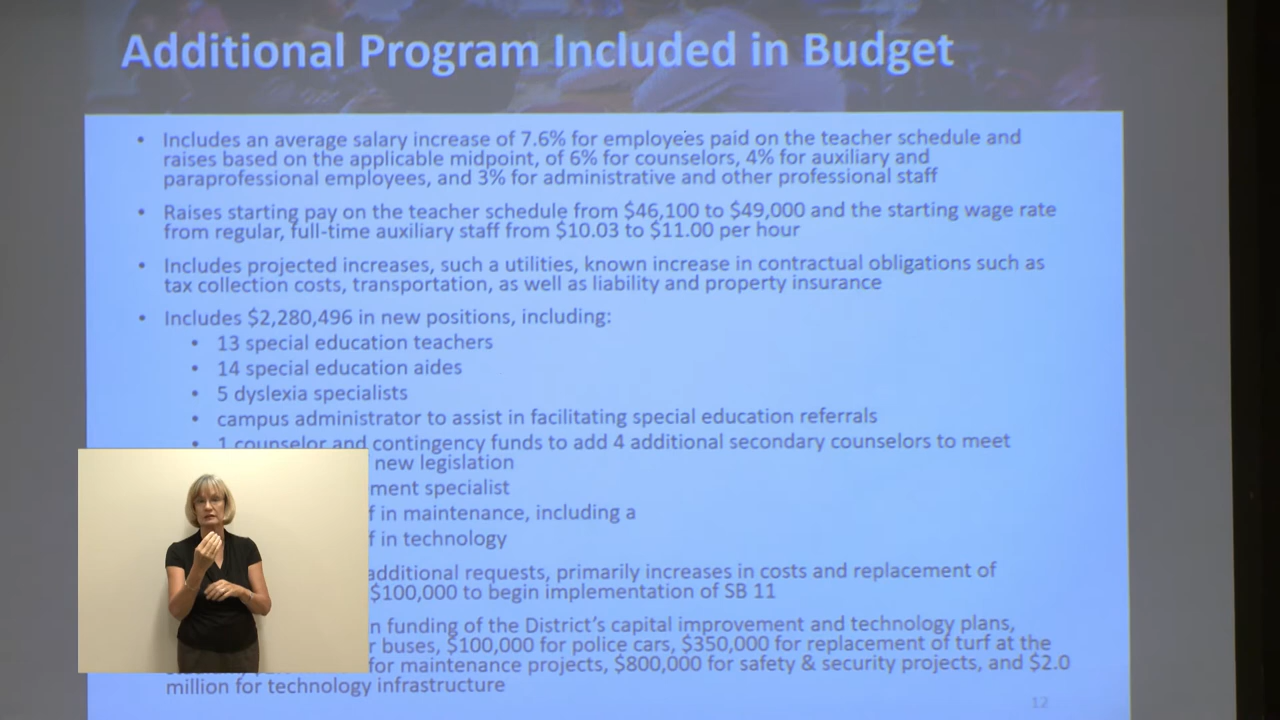 Additional Program Included in Budget
• Includes an average salary increase of 7.6% for employees paid on the teacher schedule and
raises based on the applicable midpoint, of 6% for counselors, 4% for auxiliary and
paraprofessional employees, and 3% for administrative and other professional staff
• Raises starting pay on the teacher schedule from $46,100 to $49,000 and the starting wage rate
from regular, full-time auxiliary staff from $10.03 to $11.00 per hour
• Includes projected increases, such a utilities, known increase in contractual obligations such as
tax collection costs, transportation, as well as liability and property insurance
• Includes $2,280,496 in new positions, including:
• 13 special education teachers
• 14 special education aides
• 5 dyslexia specialists
• campus administrator to assist in facilitating special education referrals
• 1 counselor and contingency funds to add 4 additional secondary counselors to meet
new legislation
ment specialist
f in maintenance, including a
f in technology
additional requests, primarily increases in costs and replacement of
$100,000 to begin implementation of SB 11
n funding of the District's capital improvement and technology plans,
r buses, $100,000 for police cars, $350,000 for replacement of turf at the
for maintenance projects, $800,000 for safety & security projects, and $2.0
million for technology infrastructure
12